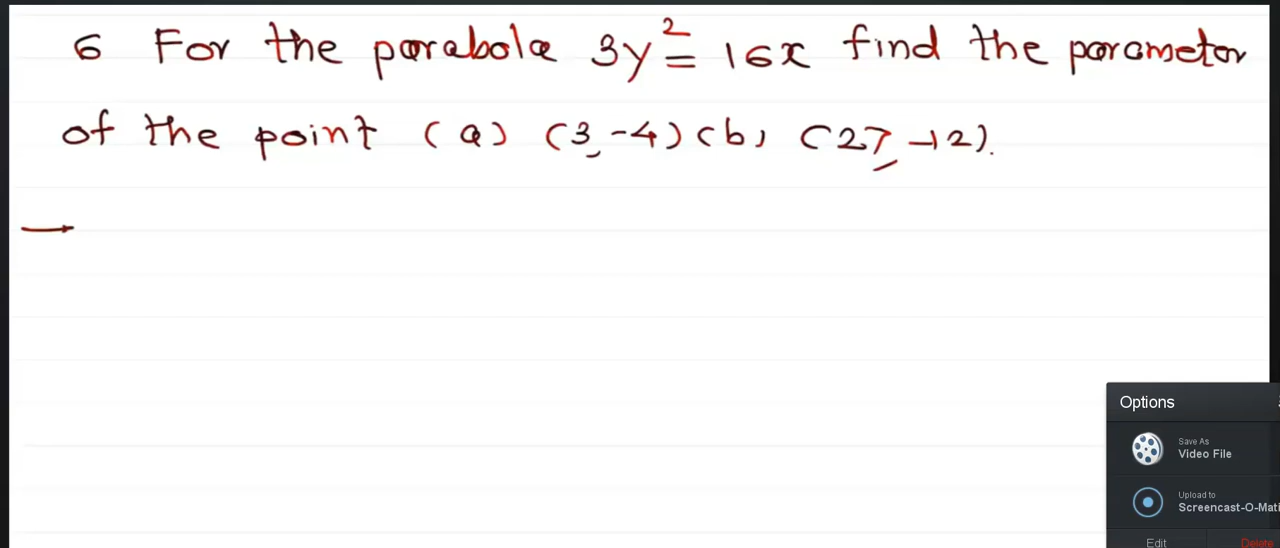 6 For the parabola 3y² = 16x find the parameter
of the point (a) (3,-4) (b) (27,-12).
Options
Save As
Video File
Upload to
Screencast-O-Mati
Edit
Delete